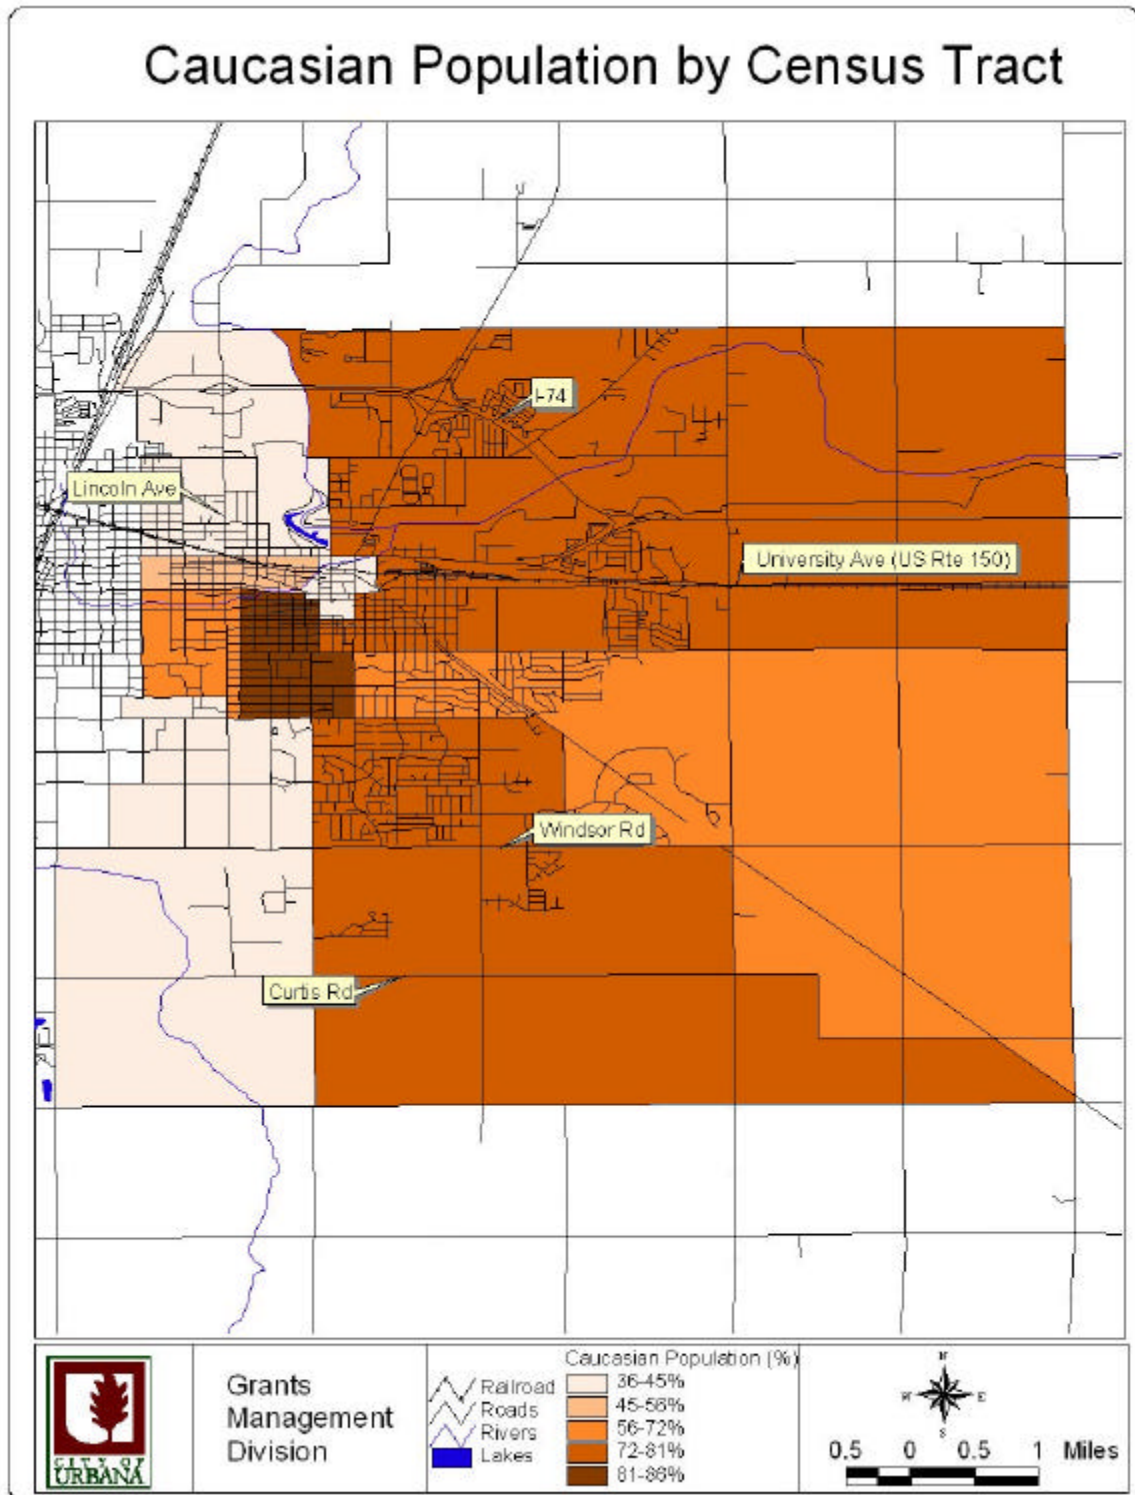 Caucasian Population by Census Tract
I-74
Lincoln Ave
University Ave (US Rte 150)
Windsor Rd
Curtis Rd
CITY OF
URBANA
Grants
Management
Division
Railroad
Roads
Rivers
Lakes
Caucasian Population (%)
36-45%
45-56%
56-72%
72-81%
81-86%
N
W
E
S
0.5 0 0.5 1 Miles